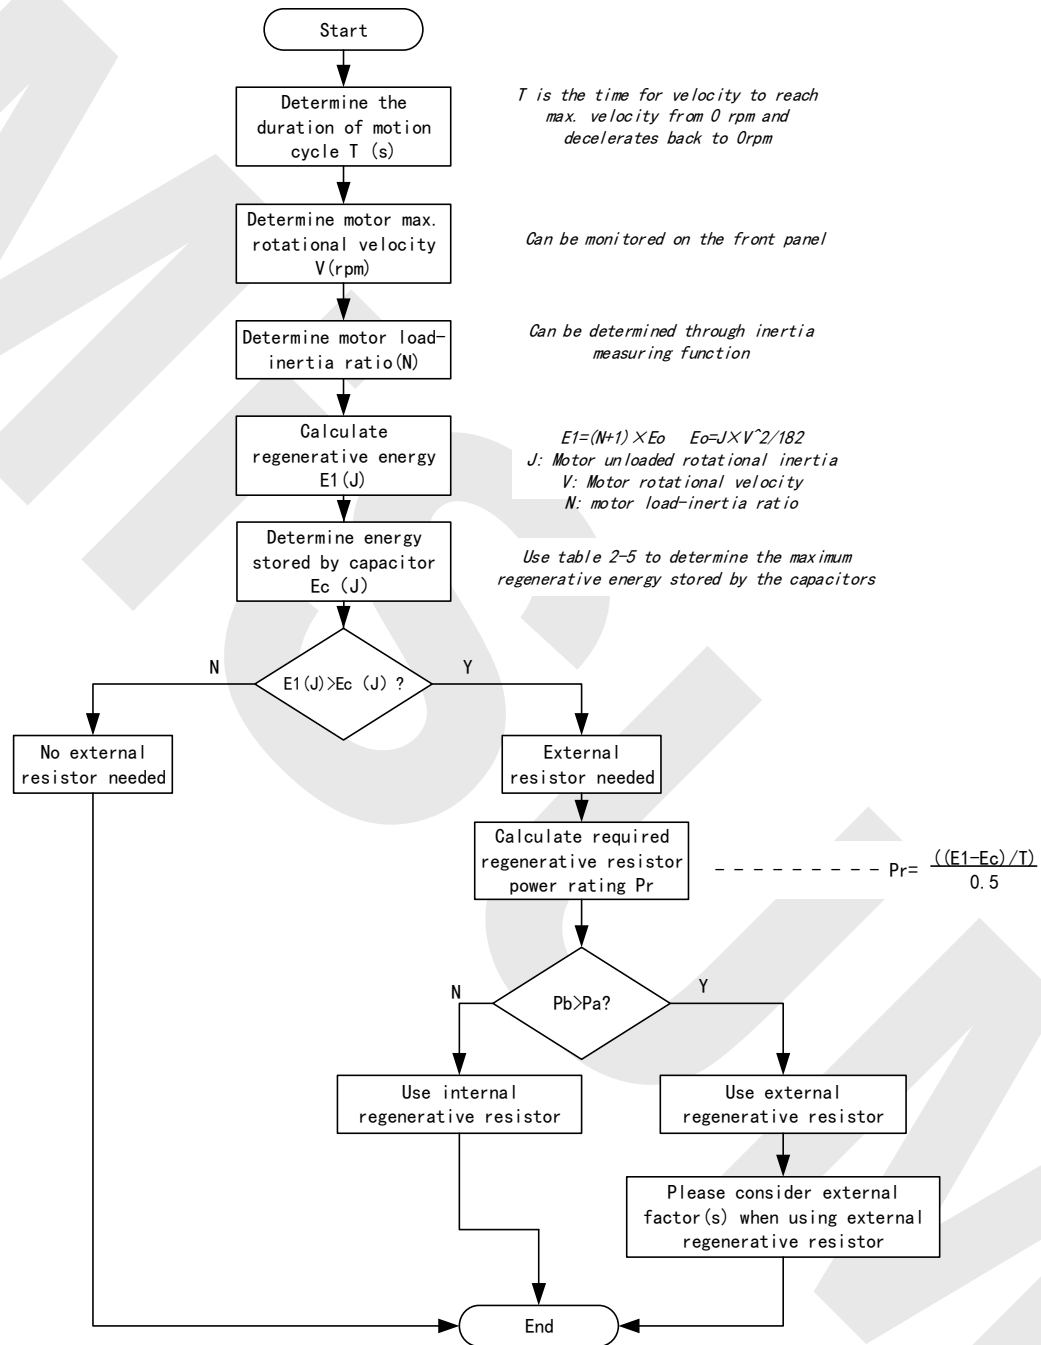 Start
Determine the
duration of motion
cycle T (s)
T is the time for velocity to reach
max. velocity from 0 rpm and
decelerates back to 0rpm
Determine motor max.
rotational velocity
V(rpm)
Can be monitored on the front panel
Determine motor load-
inertia ratio(N)
Can be determined through inertia
measuring function
Calculate
regenerative energy
E1(J)
E1=(N+1)×Eo Eo=J×V^2/182
J: Motor unloaded rotational inertia
V: Motor rotational velocity
N: motor load-inertia ratio
Determine energy
stored by capacitor
Ec (J)
Use table 2-5 to determine the maximum
regenerative energy stored by the capacitors
N
E1(J)>Ec (J) ?
Y
No external
resistor needed
External
resistor needed
Calculate required
regenerative resistor
power rating Pr
Pr= ((E1-Ec)/T)
0.5
N
Pb>Pa?
Y
Use internal
regenerative resistor
Use external
regenerative resistor
Please consider external
factor(s) when using external
regenerative resistor
End